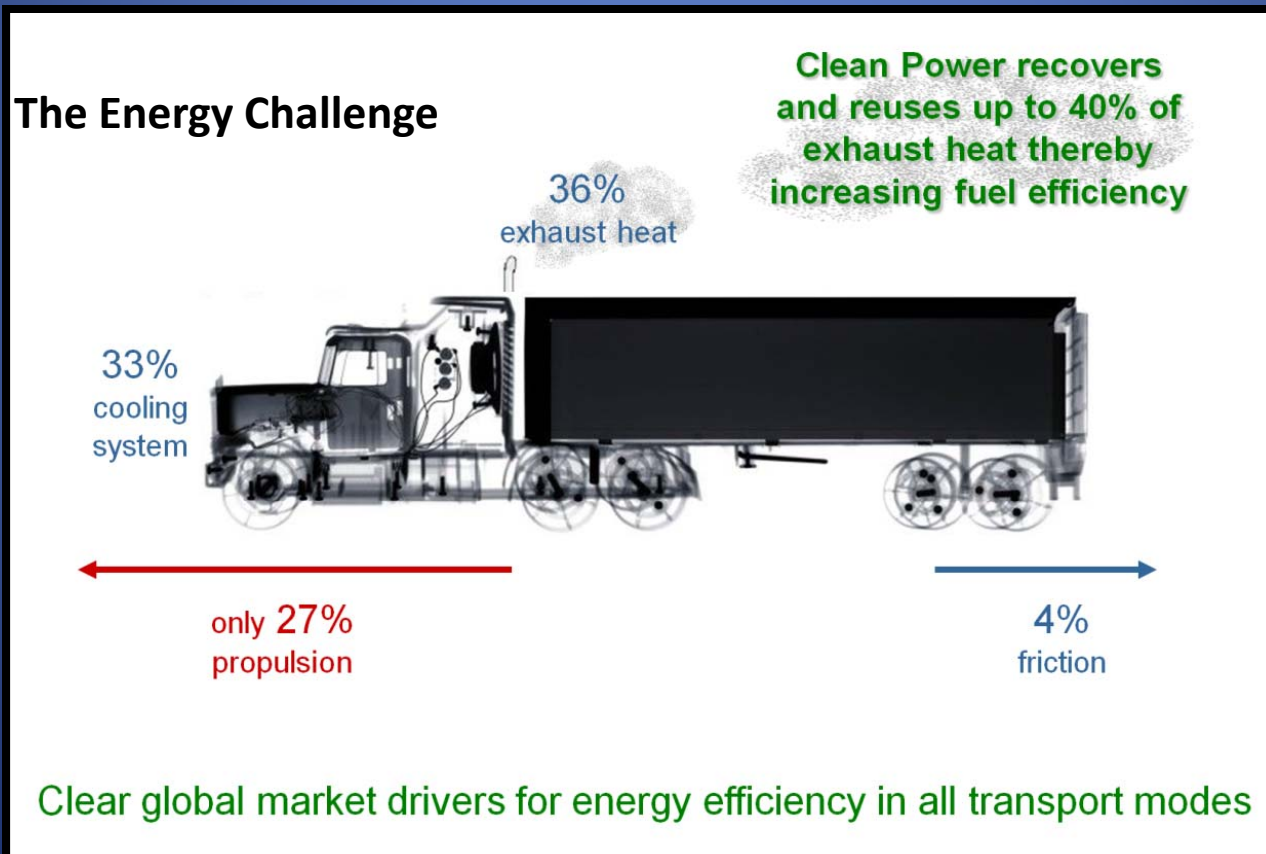 The Energy Challenge
Clean Power recovers
and reuses up to 40% of
exhaust heat thereby
increasing fuel efficiency
36%
exhaust heat
33%
cooling
system
only 27%
propulsion
4%
friction
Clear global market drivers for energy efficiency in all transport modes